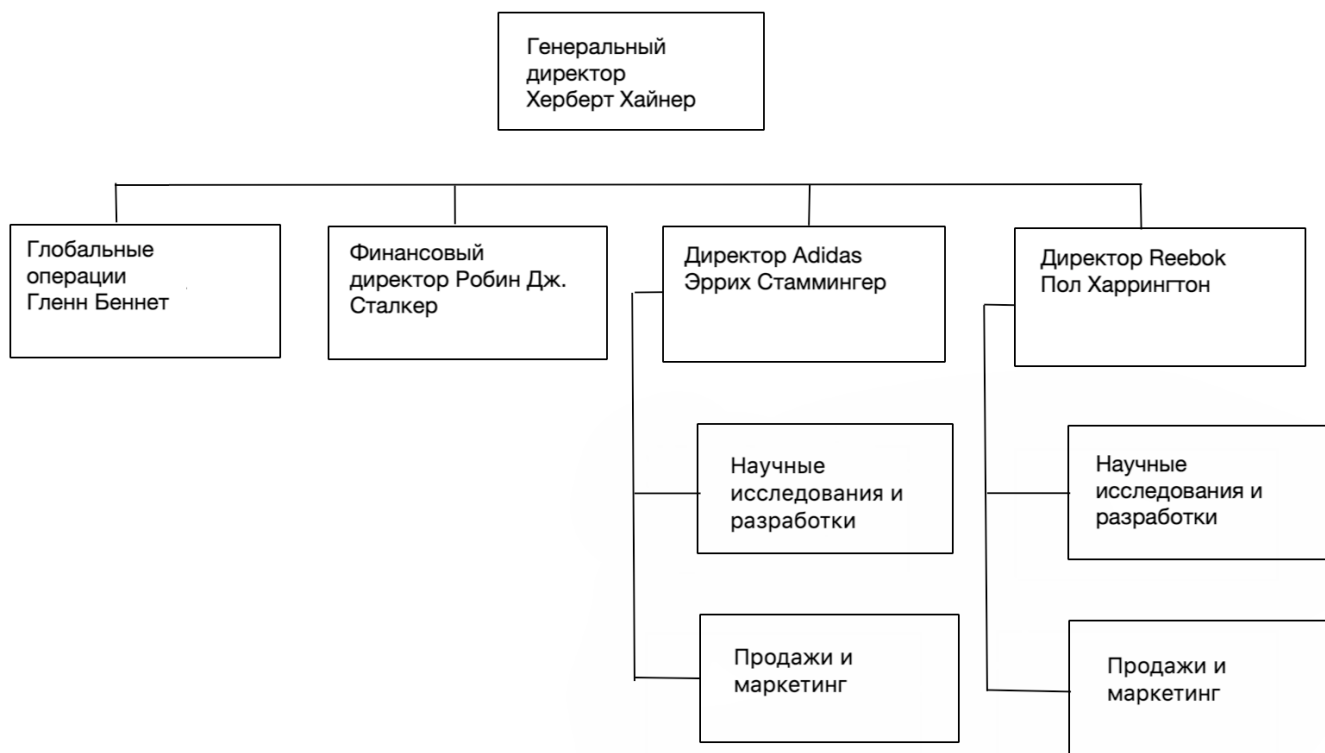 Генеральный
директор
Херберт Хайнер
Глобальные
операции
Гленн Беннет
Финансовый
директор Робин Дж.
Сталкер
Директор Adidas
Эррих Стаммингер
Директор Reebok
Пол Харрингтон
Научные
исследования и
разработки
Научные
исследования и
разработки
Продажи и
маркетинг
Продажи и
маркетинг